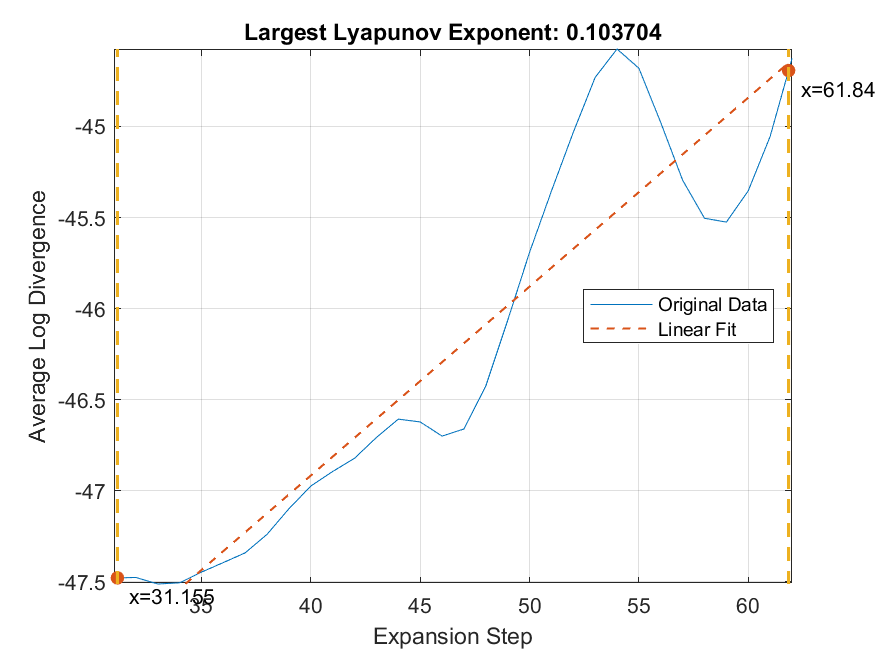 Largest Lyapunov Exponent: 0.103704
x=61.84
-45
-45.5
-46
-46.5
-47
-47.5
Average Log Divergence
Original Data
Linear Fit
x=31.155
35
40
45
50
55
60
Expansion Step